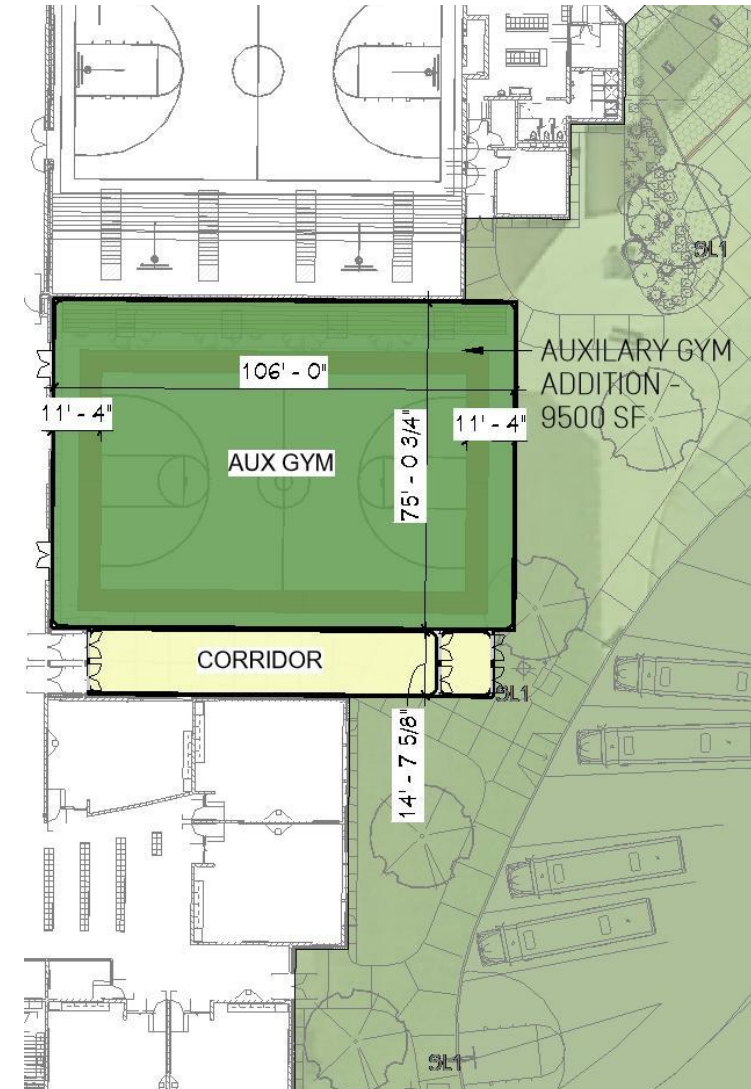 SL1
AUXILARY GYM
ADDITION -
9500 SF
106' - 0"
11' - 4"
11' - 4"
75' - 0 3/4"
AUX GYM
CORRIDOR
SL1
14' - 7 5/8"
SL1